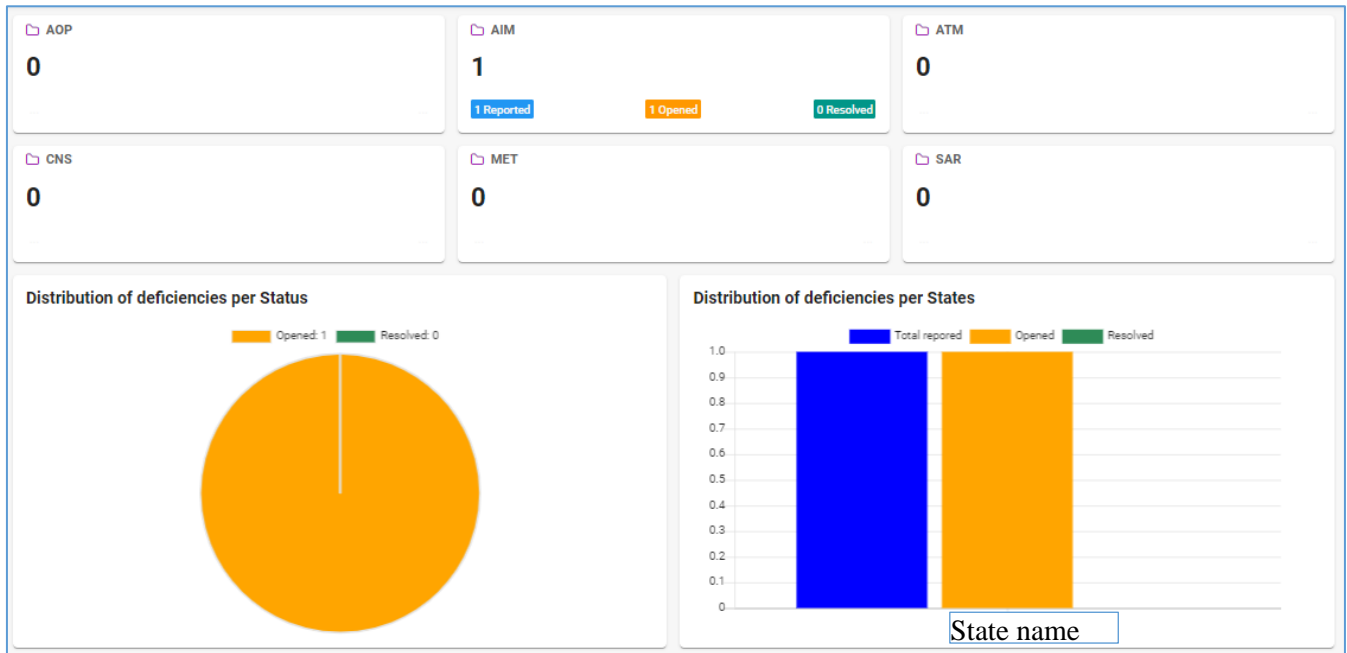 AOP
0
AIM
1
1 Reported 1 Opened 0 Resolved
ATM
0
CNS
0
MET
0
SAR
0
Distribution of deficiencies per Status
Opened: 1 Resolved: 0
Distribution of deficiencies per States
Total repored Opened Resolved
1.0
0.9
0.8
0.7
0.6
0.5
0.4
0.3
0.2
0.1
0
State name